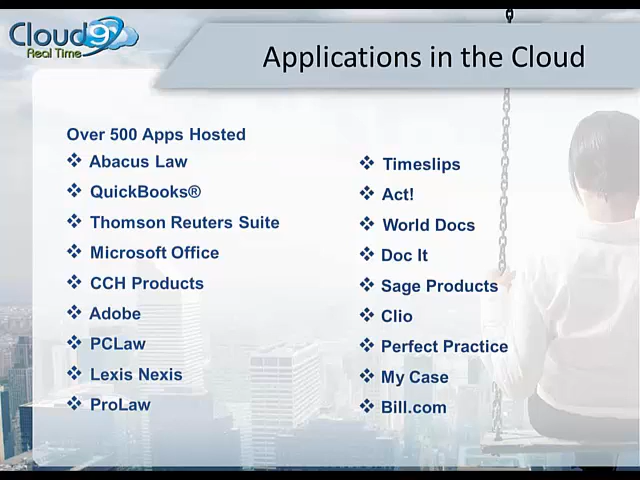 Cloud9
Real Time
Applications in the Cloud
Over 500 Apps Hosted
Abacus Law
QuickBooks®
Thomson Reuters Suite
Microsoft Office
CCH Products
Adobe
PCLaw
Lexis Nexis
ProLaw
Timeslips
Act!
World Docs
Doc It
Sage Products
Clio
Perfect Practice
My Case
Bill.com